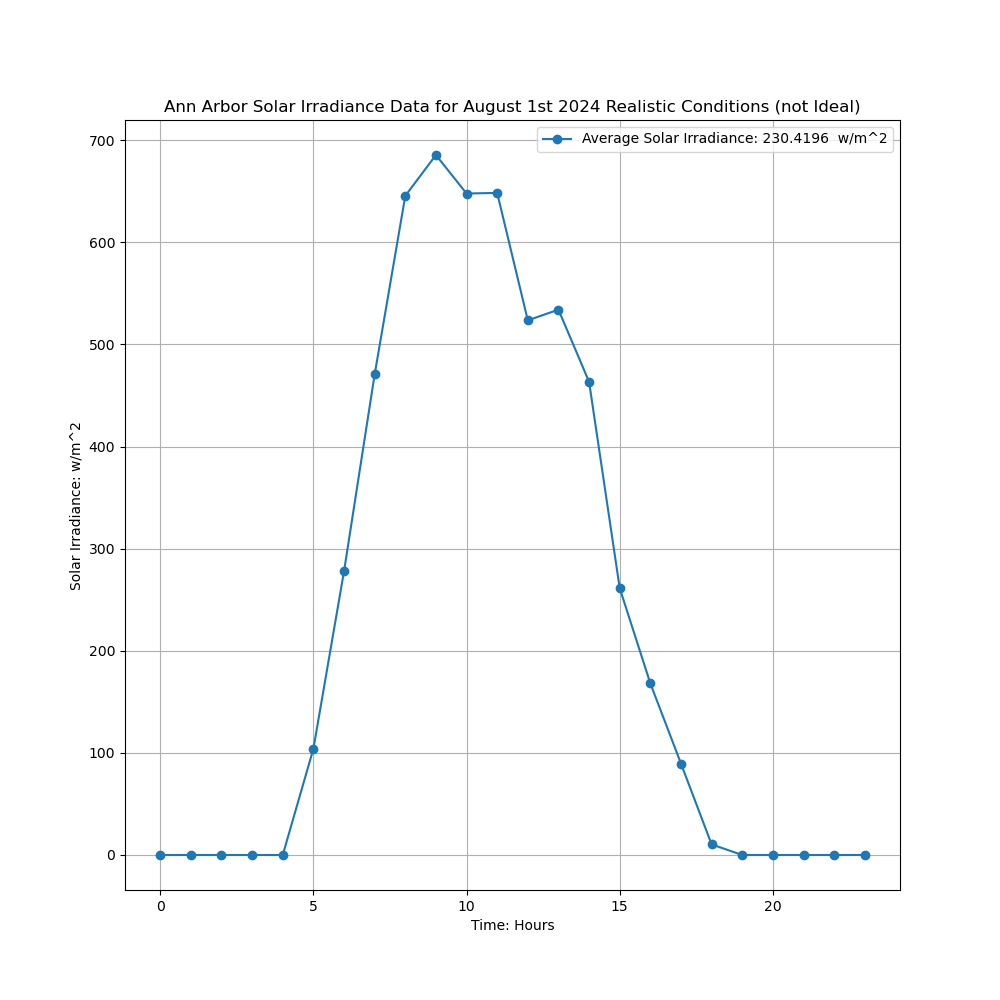 Ann Arbor Solar Irradiance Data for August 1st 2024 Realistic Conditions (not Ideal)
Average Solar Irradiance: 230.4196  w/m^2
Solar Irradiance: w/m^2
700
600
500
400
300
200
100
0
0 5 10 15 20
Time: Hours